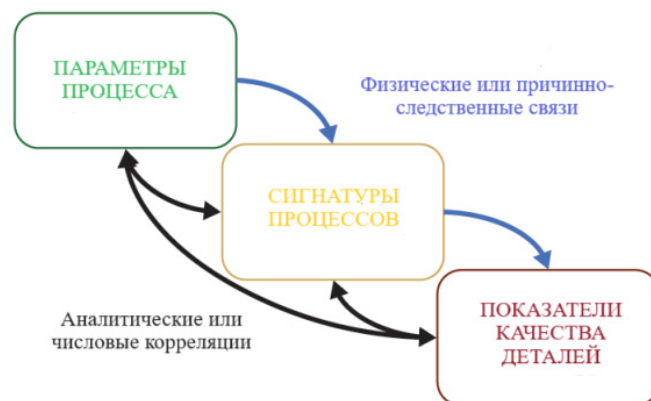 ПАРАМЕТРЫ
ПРОЦЕССА
Физические или причинно-
следственные связи
СИГНАТУРЫ
ПРОЦЕССОВ
Аналитические или
числовые корреляции
ПОКАЗАТЕЛИ
КАЧЕСТВА
ДЕТАЛЕЙ